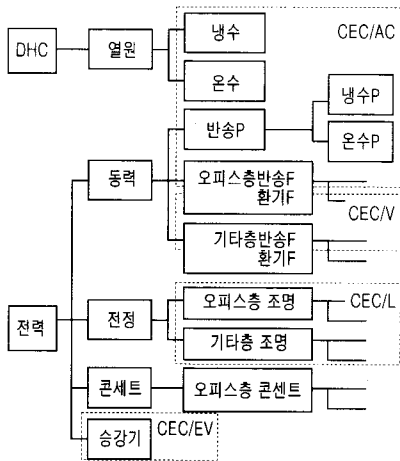 DHC
열원
냉수
CEC/AC
온수
냉수P
반송P
온수P
동력
오피스층반송F
환기F
CEC/V
기타층반송F
환기F
전력
전정
오피스층 조명
CEC/L
기타층 조명
콘세트
오피스층 콘센트
승강기
CEC/EV